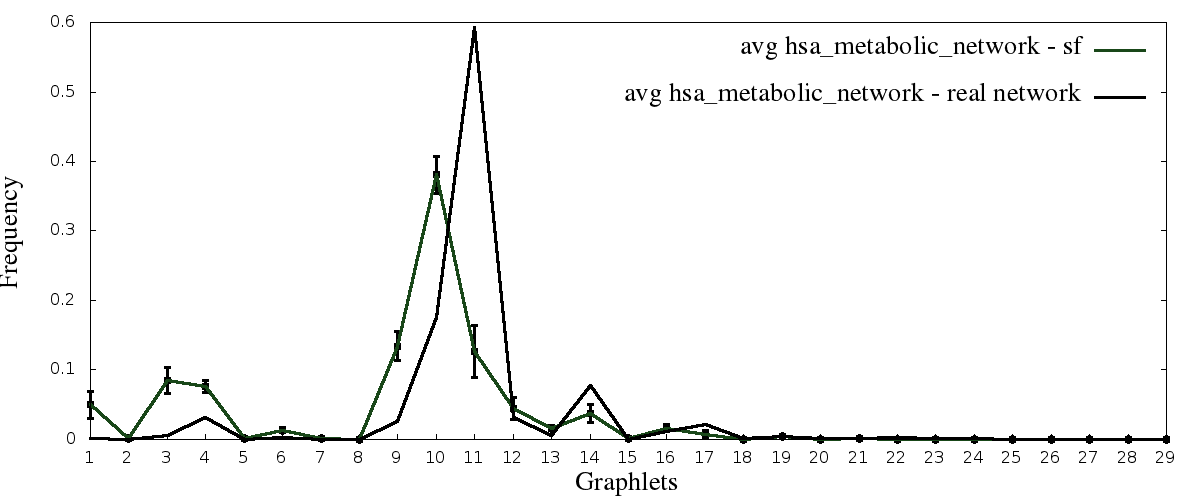 0.6
avg hsa_metabolic_network - sf
avg hsa_metabolic_network - real network
0.5
0.4
0.3
0.2
0.1
0
Frequency
1 2 3 4 5 6 7 8 9 10 11 12 13 14 15 16 17 18 19 20 21 22 23 24 25 26 27 28 29
Graphlets